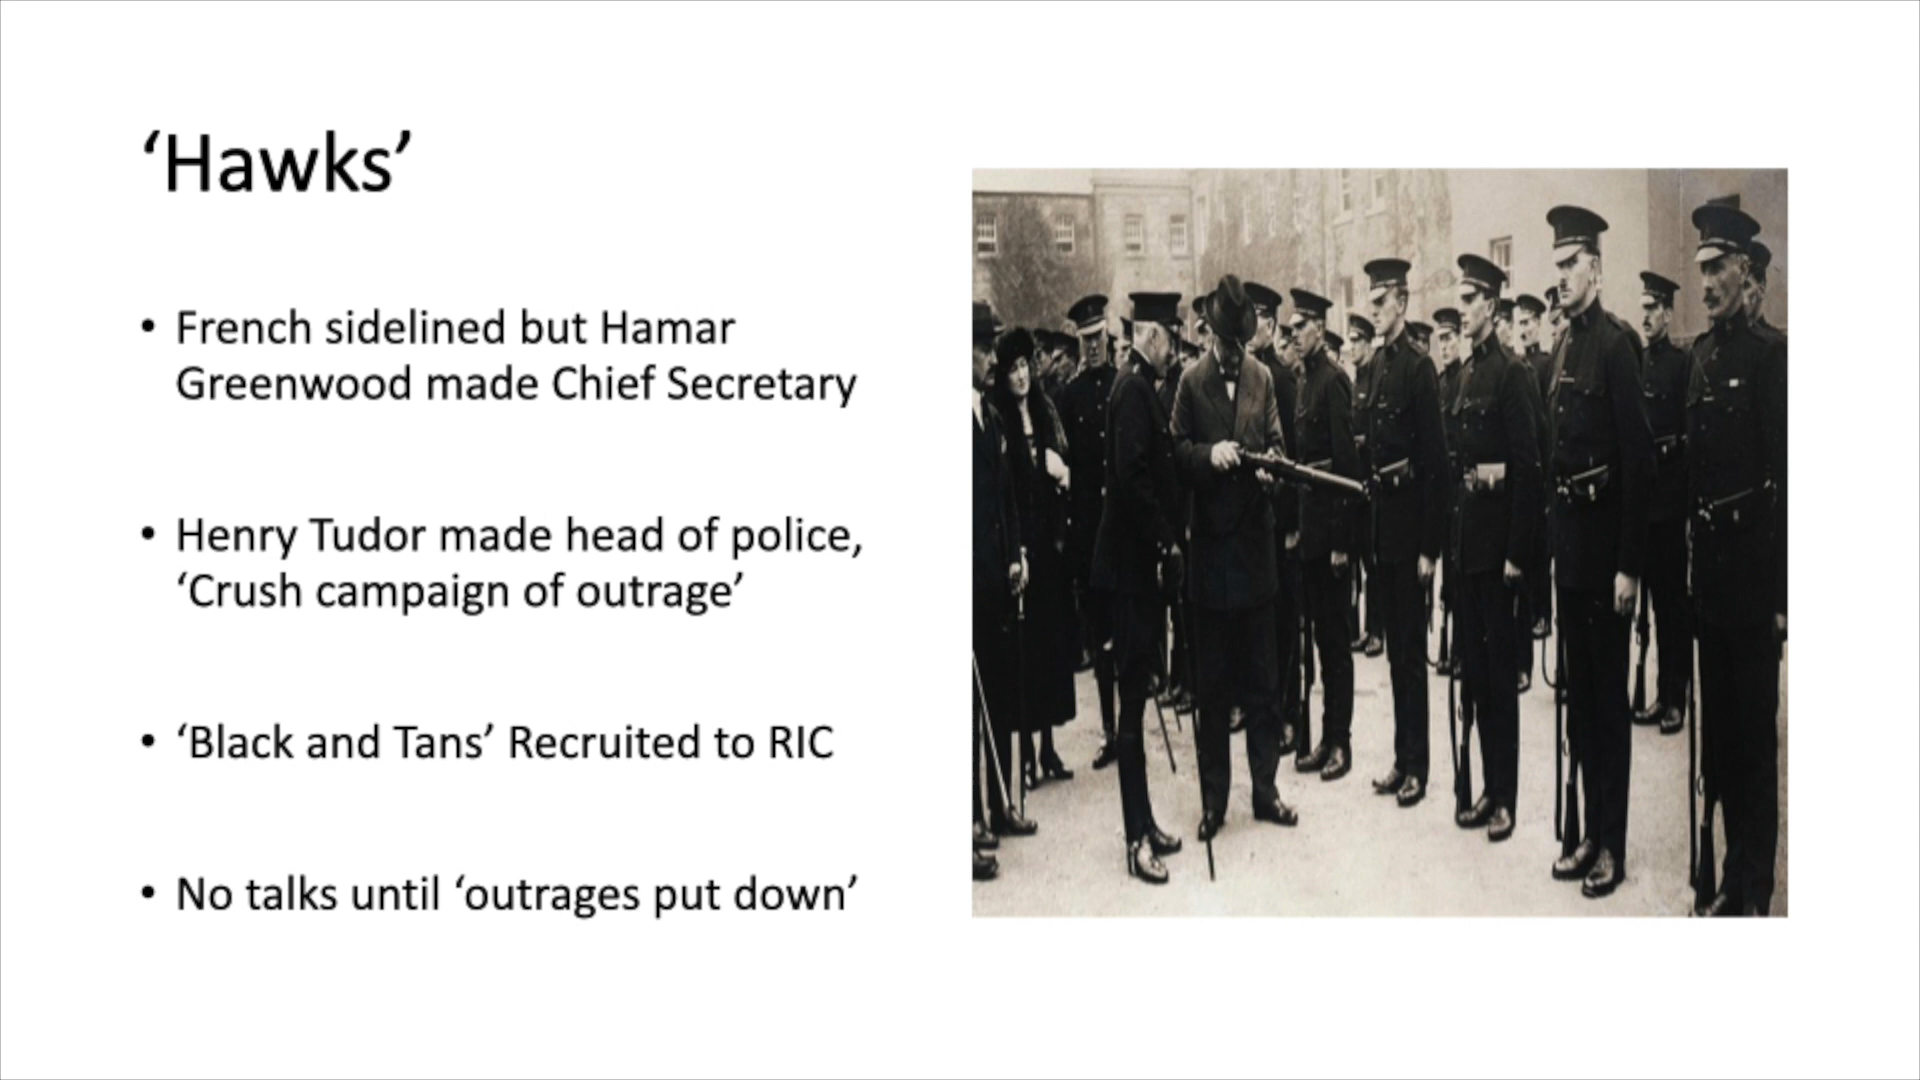 ‘Hawks’
• French sidelined but Hamar
Greenwood made Chief Secretary
• Henry Tudor made head of police,
‘Crush campaign of outrage’
• ‘Black and Tans’ Recruited to RIC
• No talks until ‘outrages put down’